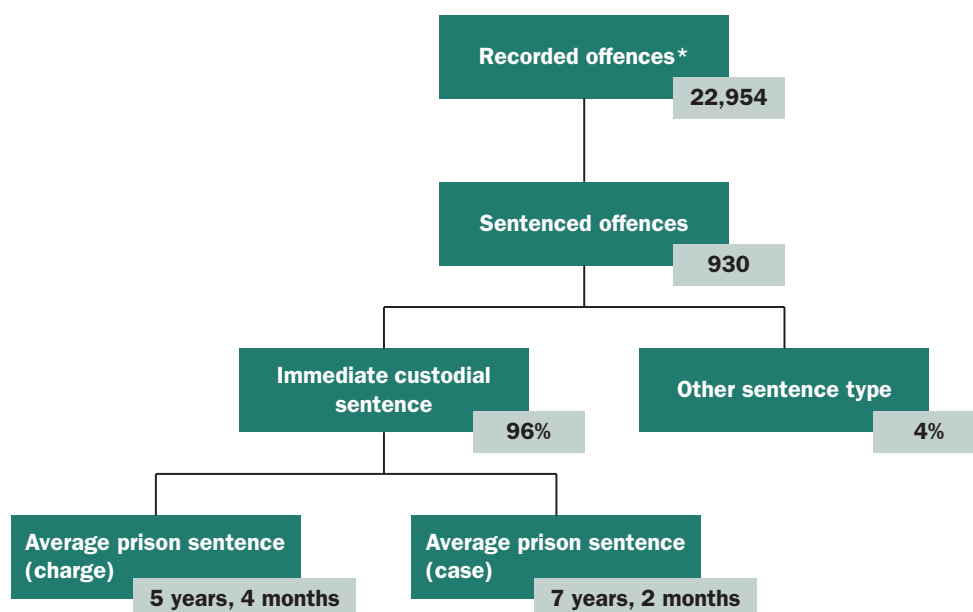 Recorded offences*
22,954
Sentenced offences
930
Immediate custodial
sentence
96%
Other sentence type
4%
Average prison sentence
(charge)
5 years, 4 months
Average prison sentence
(case)
7 years, 2 months